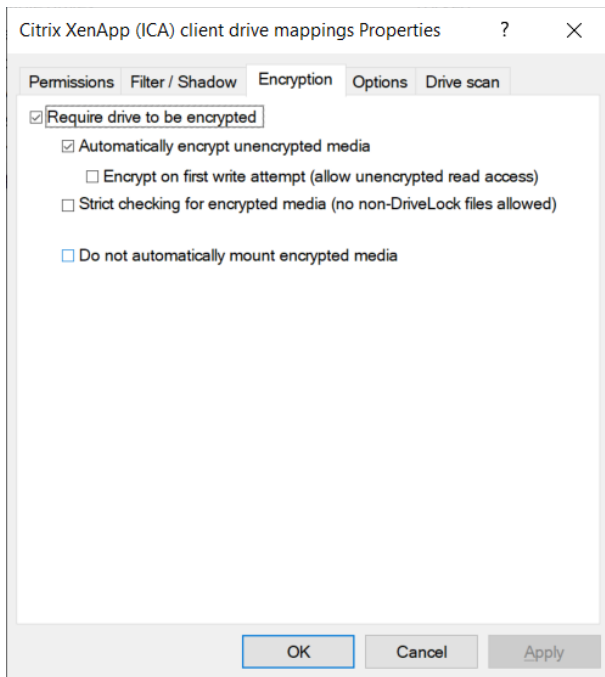 Citrix XenApp (ICA) client drive mappings Properties ?
Permissions Filter / Shadow Encryption Options Drive scan
Require drive to be encrypted
Automatically encrypt unencrypted media
Encrypt on first write attempt (allow unencrypted read access)
Strict checking for encrypted media (no non-DriveLock files allowed)
Do not automatically mount encrypted media
OK Cancel Apply